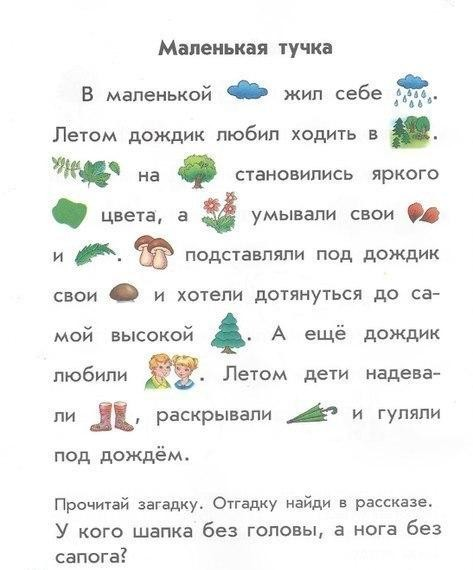 Маленькая тучка
В маленькой жил себе .
Летом дождик любил ходить в .
на становились яркого
цвета, а умывали свои
и . подставляли под дождик
свои и хотели дотянуться до са-
мой высокой . А ещё дождик
любили . Летом дети надева-
ли , раскрывали и гуляли
под дождём.
Прочитай загадку. Отгадку найди в рассказе.
У кого шапка без головы, а нога без
сапога?